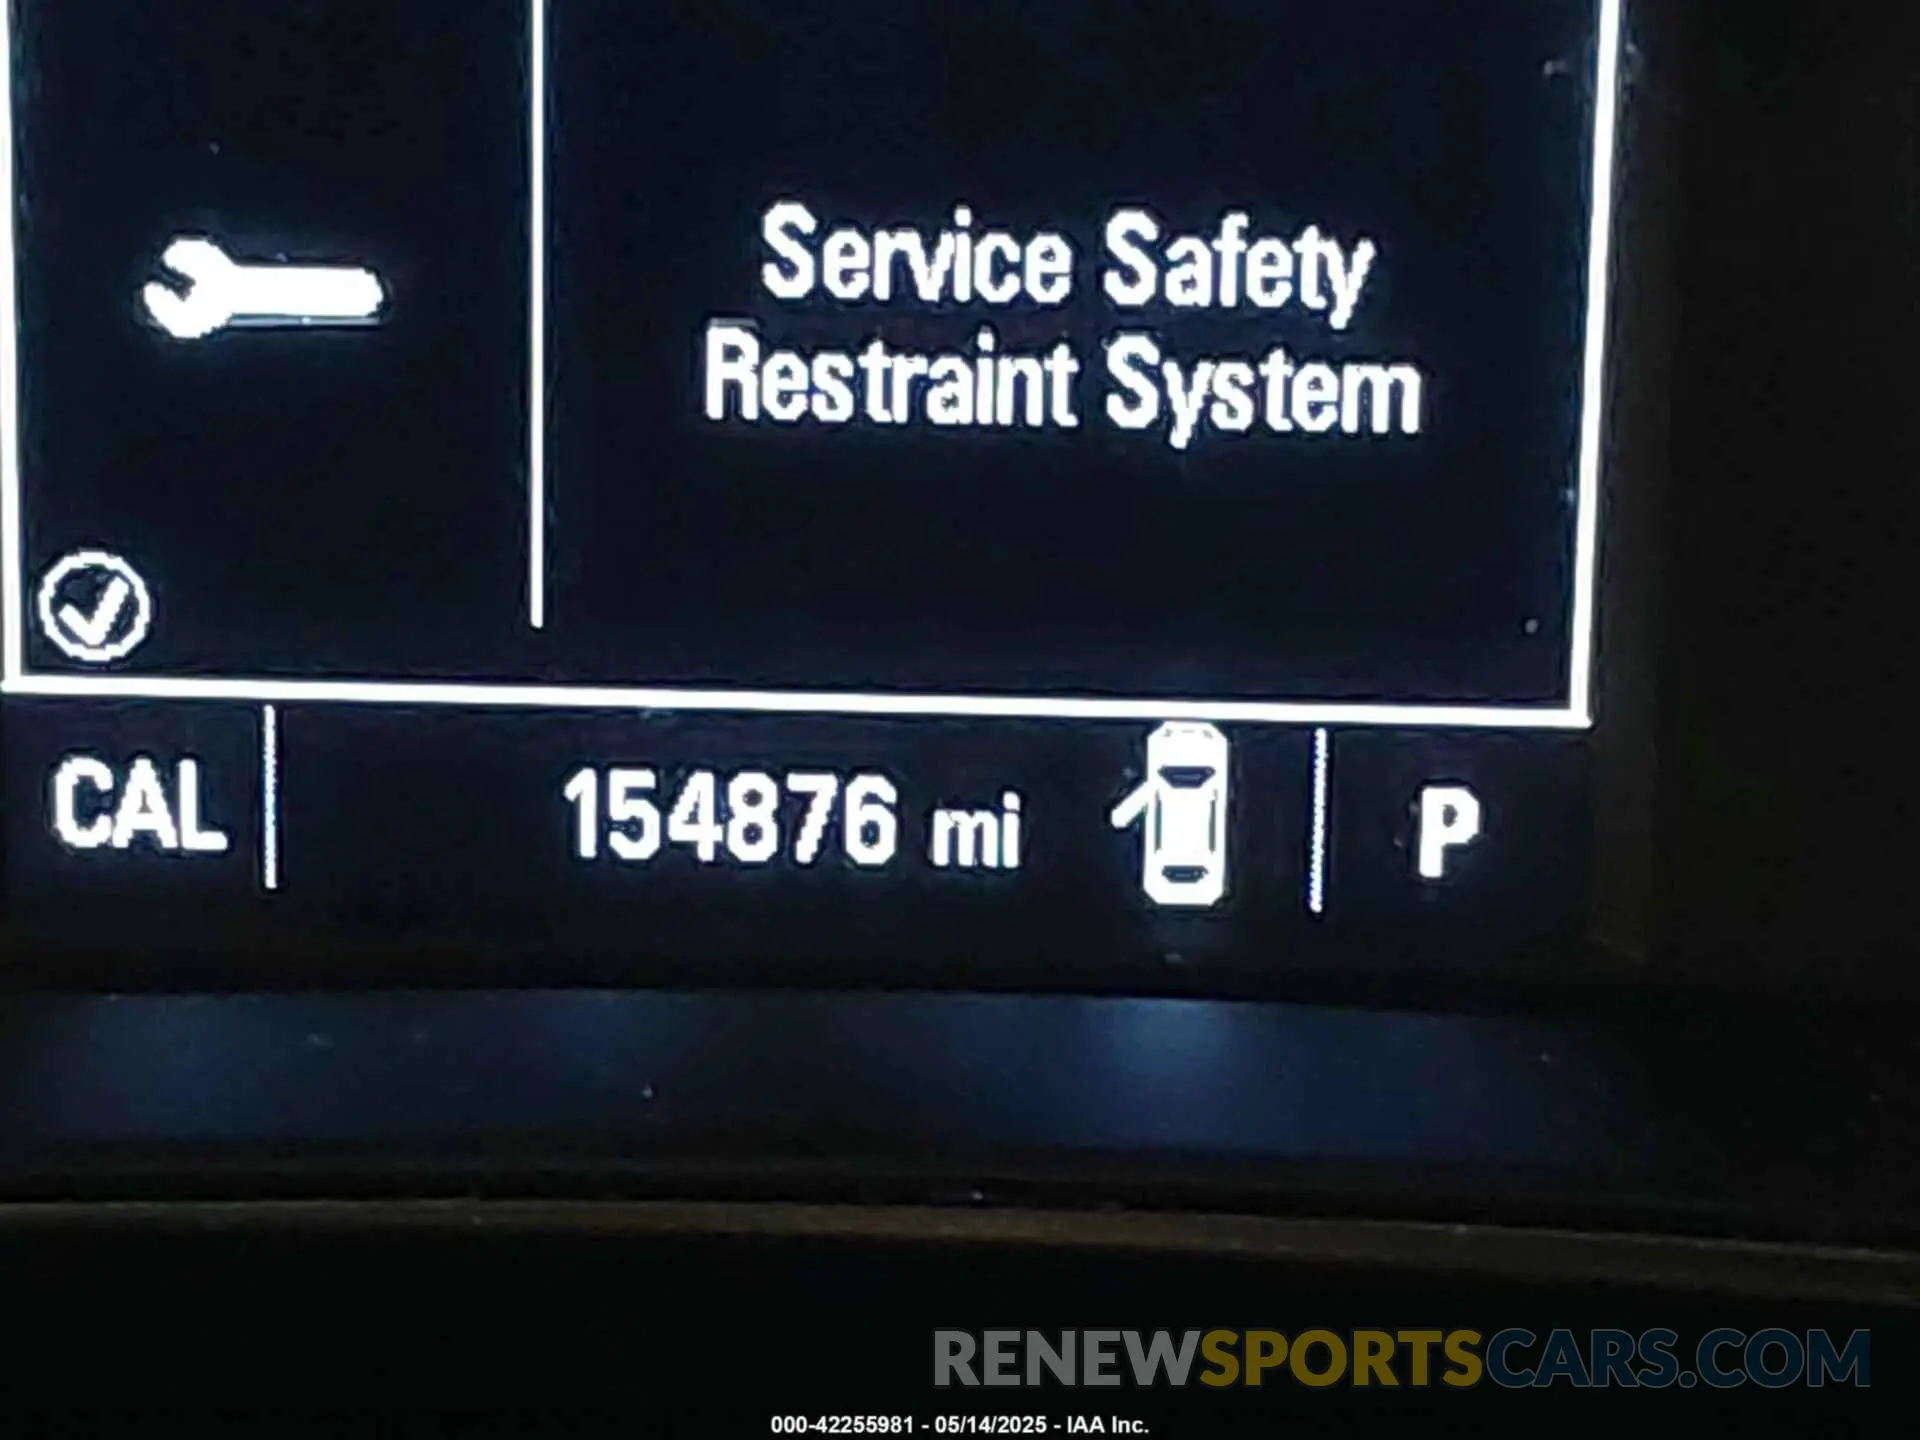 Service Safety
Restraint System
CAL 154876 mi P
RENEWSPORTSCARS.COM
000-42255981 - 05/14/2025 - IAA Inc.